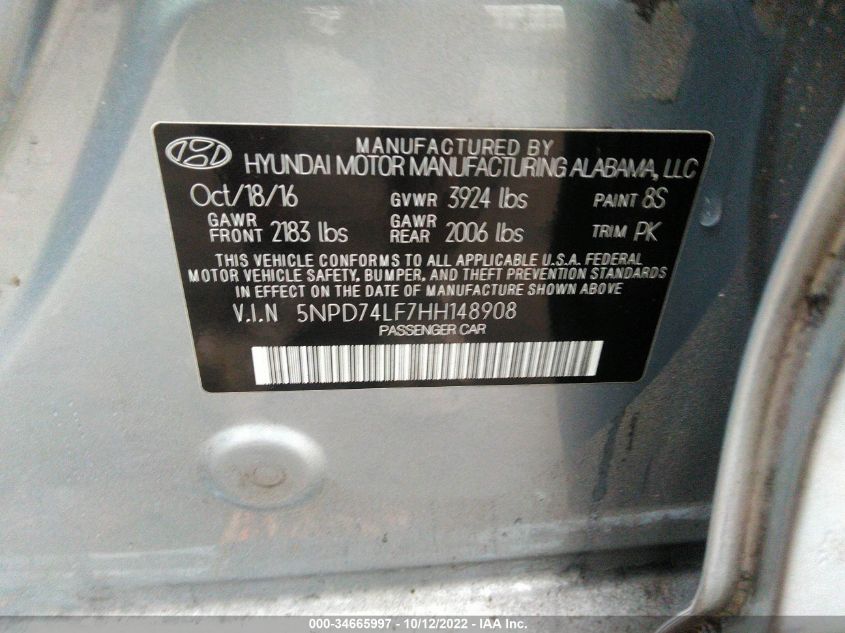 MANUFACTURED BY
HYUNDAI MOTOR MANUFACTURING ALABAMA, LLC
Oct/18/16 GVWR 3924 lbs PAINT 8S
GAWR FRONT 2183 lbs GAWR REAR 2006 lbs TRIM PK
THIS VEHICLE CONFORMS TO ALL APPLICABLE U.S.A. FEDERAL
MOTOR VEHICLE SAFETY, BUMPER, AND THEFT PREVENTION STANDARDS
IN EFFECT ON THE DATE OF MANUFACTURE SHOWN ABOVE
V.I.N 5NPD74LF7HH148908
PASSENGER CAR
000-34665997 - 10/12/2022 - IAA Inc.